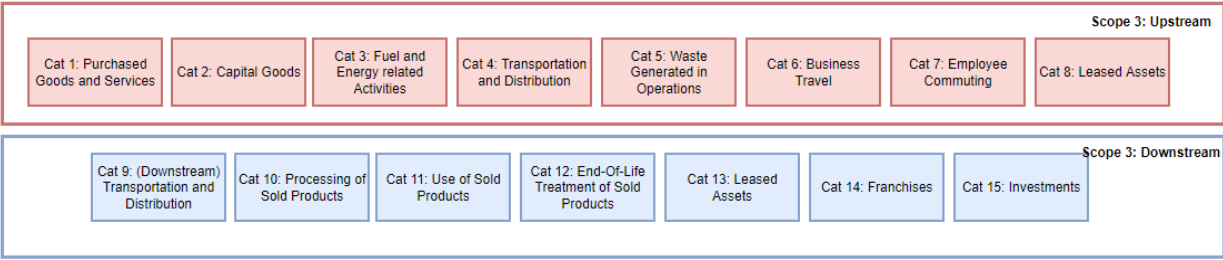 Scope 3: Upstream
Cat 1: Purchased
Goods and Services
Cat 2: Capital Goods
Cat 3: Fuel and
Energy related
Activities
Cat 4: Transportation
and Distribution
Cat 5: Waste
Generated in
Operations
Cat 6: Business
Travel
Cat 7: Employee
Commuting
Cat 8: Leased Assets
Scope 3: Downstream
Cat 9: (Downstream)
Transportation and
Distribution
Cat 10: Processing of
Sold Products
Cat 11: Use of Sold
Products
Cat 12: End-Of-Life
Treatment of Sold
Products
Cat 13: Leased
Assets
Cat 14: Franchises
Cat 15: Investments